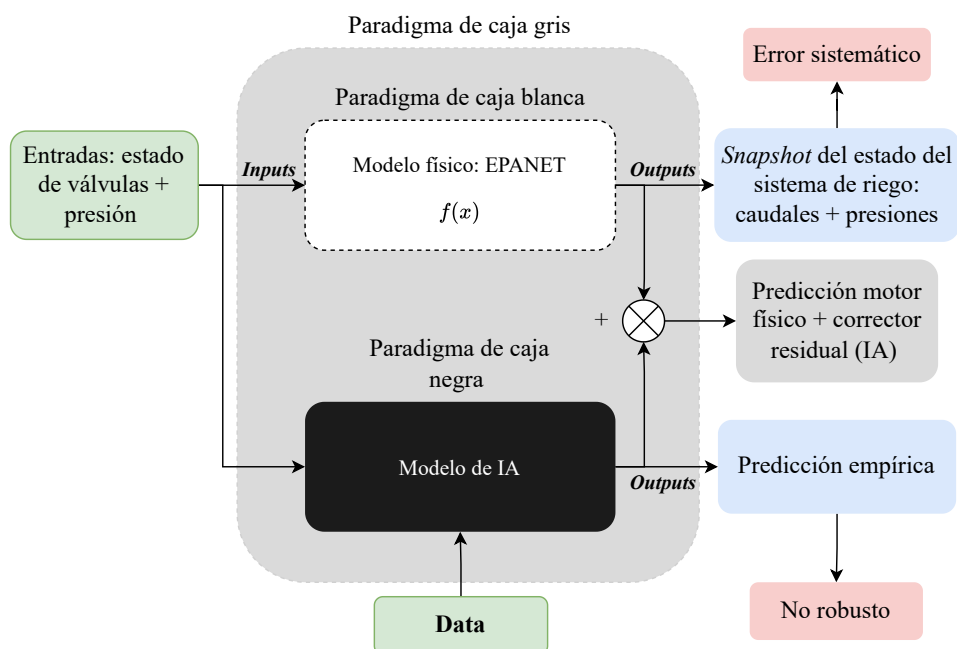 Paradigma de caja gris
Error sistemático
Paradigma de caja blanca
Entradas: estado
de válvulas +
presión
Inputs
Modelo físico: EPANET
f(x)
Outputs
Snapshot del estado del
sistema de riego:
caudales + presiones
+
Predicción motor
físico + corrector
residual (IA)
Paradigma de caja
negra
Modelo de IA
Outputs
Predicción empírica
Data
No robusto